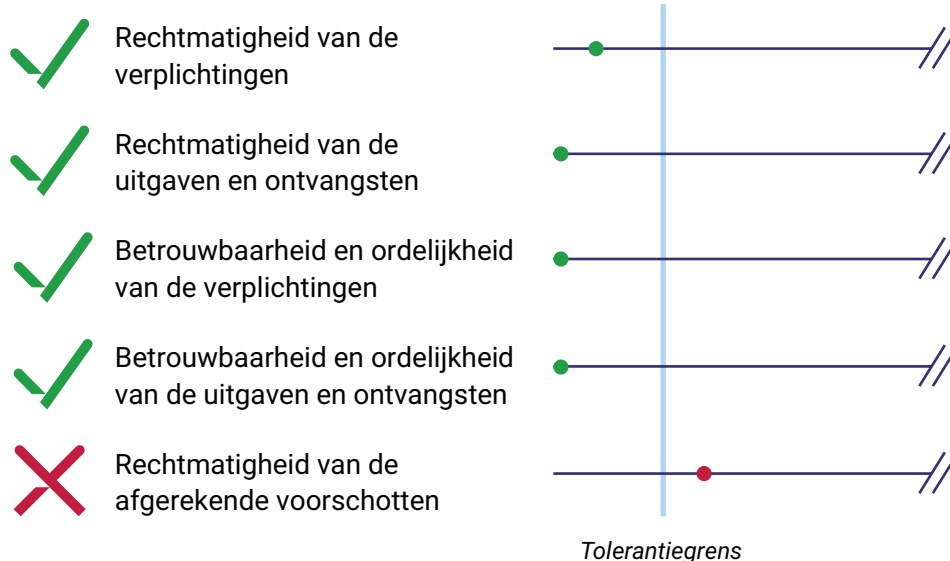 Rechtmatigheid van de
verplichtingen
Rechtmatigheid van de
uitgaven en ontvangsten
Betrouwbaarheid en ordelijkheid
van de verplichtingen
Betrouwbaarheid en ordelijkheid
van de uitgaven en ontvangsten
Rechtmatigheid van de
afgerekende voorschotten
Tolerantiegrens